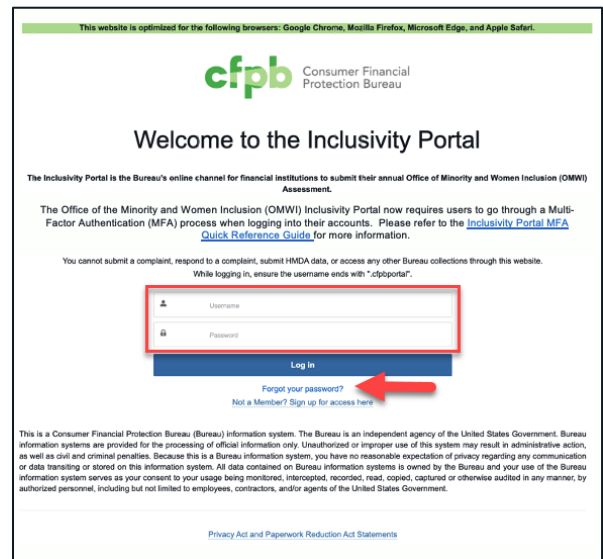 This website is optimized for the following browsers: Google Chrome, Mozilla Firefox, Microsoft Edge, and Apple Safari.
cfpb Consumer Financial
Protection Bureau
Welcome to the Inclusivity Portal
The Inclusivity Portal is the Bureau's online channel for financial institutions to submit their annual Office of Minority and Women Inclusion (OMWI)
Assessment.
The Office of the Minority and Women Inclusion (OMWI) Inclusivity Portal now requires users to go through a Multi-
Factor Authentication (MFA) process when logging into their accounts. Please refer to the Inclusivity Portal MFA
Quick Reference Guide for more information.
You cannot submit a complaint, respond to a complaint, submit HMDA data, or access any other Bureau collections through this website.
While logging in, ensure the username ends with ".cfpbportal".
Username
Password
Log in
Forgot your password?
Not a Member? Sign up for access here
This is a Consumer Financial Protection Bureau (Bureau) information system. The Bureau is an independent agency of the United States Government. Bureau
information systems are provided for the processing of official information only. Unauthorized or improper use of this system may result in administrative action,
as well as civil and criminal penalties. Because this is a Bureau information system, you have no reasonable expectation of privacy regarding any communication
or data transiting or stored on this information system. All data contained on Bureau information systems is owned by the Bureau and your use of the Bureau
information system serves as your consent to your usage being monitored, intercepted, recorded, read, copied, captured or otherwise audited in any manner, by
authorized personnel, including but not limited to employees, contractors, and/or agents of the United States Government.
Privacy Act and Paperwork Reduction Act Statements